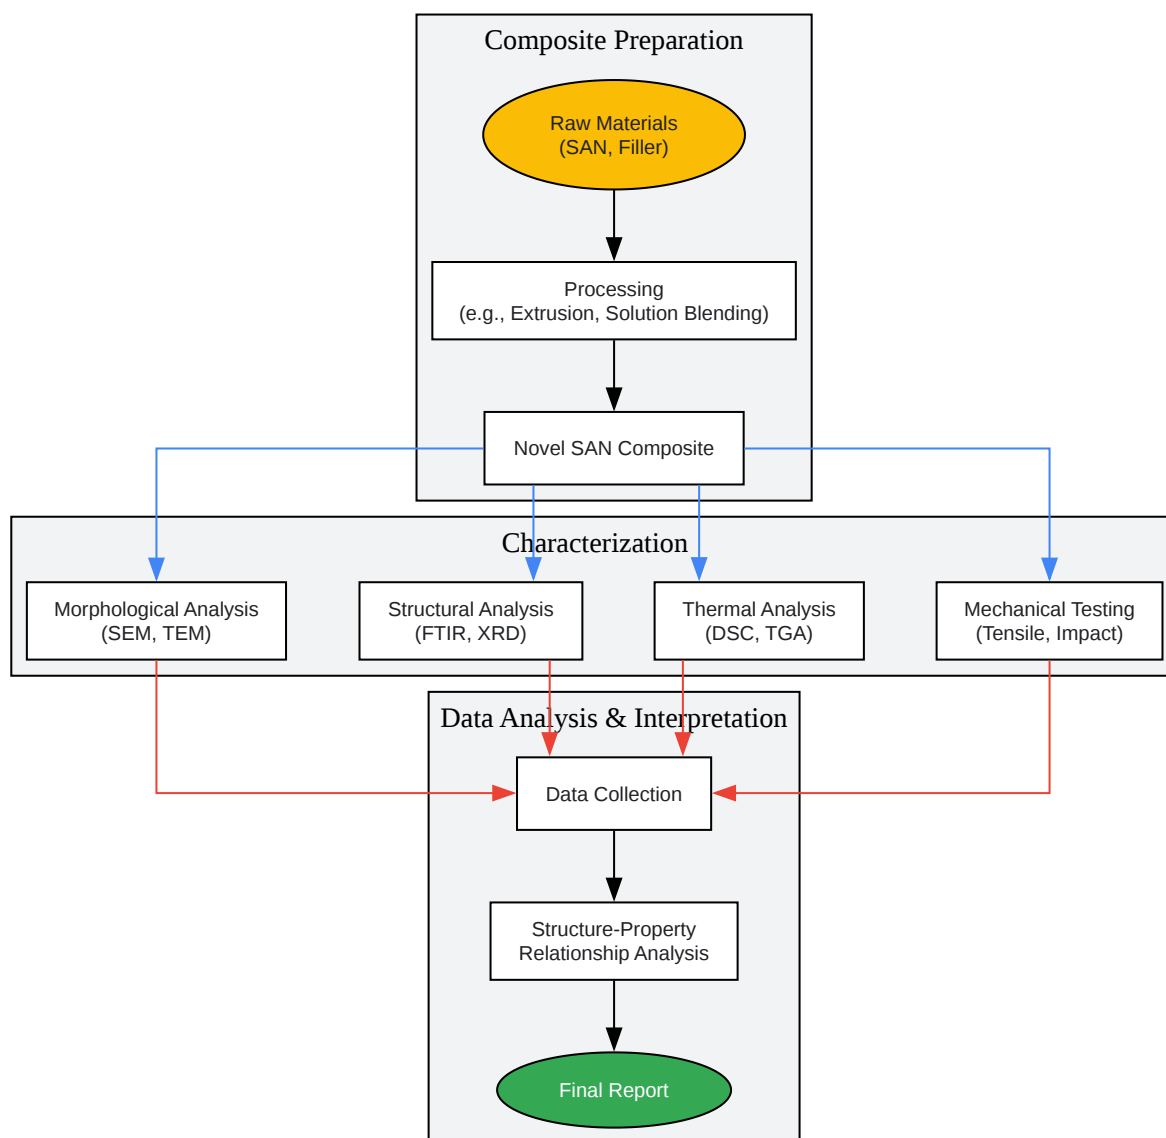 Composite Preparation
Raw Materials
(SAN, Filler)
Processing
(e.g., Extrusion, Solution Blending)
Novel SAN Composite
Characterization
Morphological Analysis
(SEM, TEM)
Structural Analysis
(FTIR, XRD)
Thermal Analysis
(DSC, TGA)
Mechanical Testing
(Tensile, Impact)
Data Analysis & Interpretation
Data Collection
Structure-Property
Relationship Analysis
Final Report